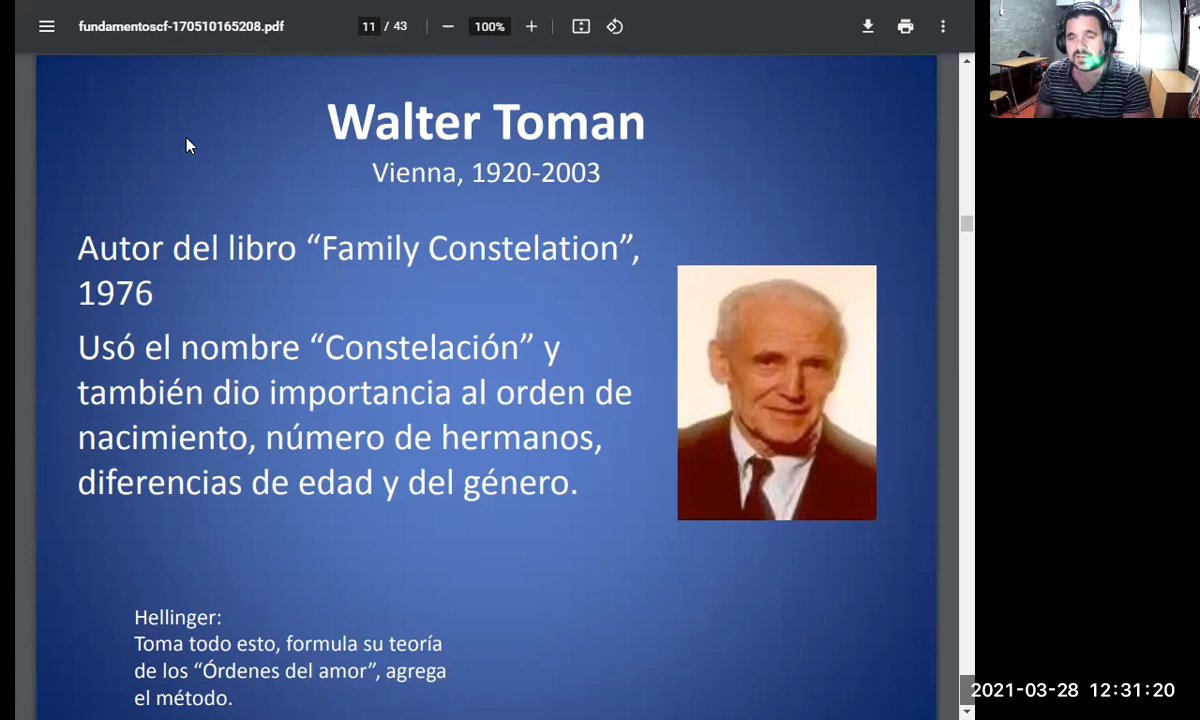 fundamentoscf-170510165208.pdf
11 / 43
100%
Walter Toman
Vienna, 1920-2003
Autor del libro “Family Constelation”,
1976
Usó el nombre “Constelación” y
también dio importancia al orden de
nacimiento, número de hermanos,
diferencias de edad y del género.
Hellinger:
Toma todo esto, formula su teoría
de los “Órdenes del amor”, agrega
el método.
2021-03-28 12:31:20